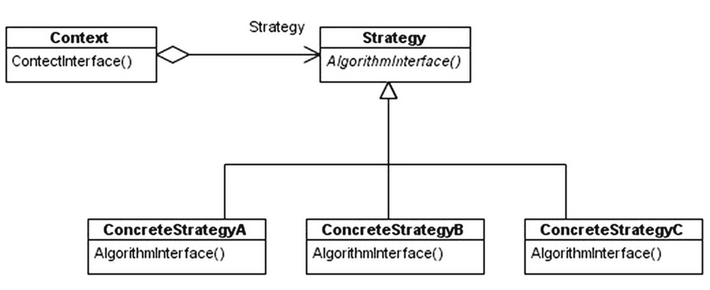 Strategy
Context
ContectInterface()
Strategy
AlgorithmInterface()
ConcreteStrategyA
AlgorithmInterface()
ConcreteStrategyB
AlgorithmInterface()
ConcreteStrategyC
AlgorithmInterface()